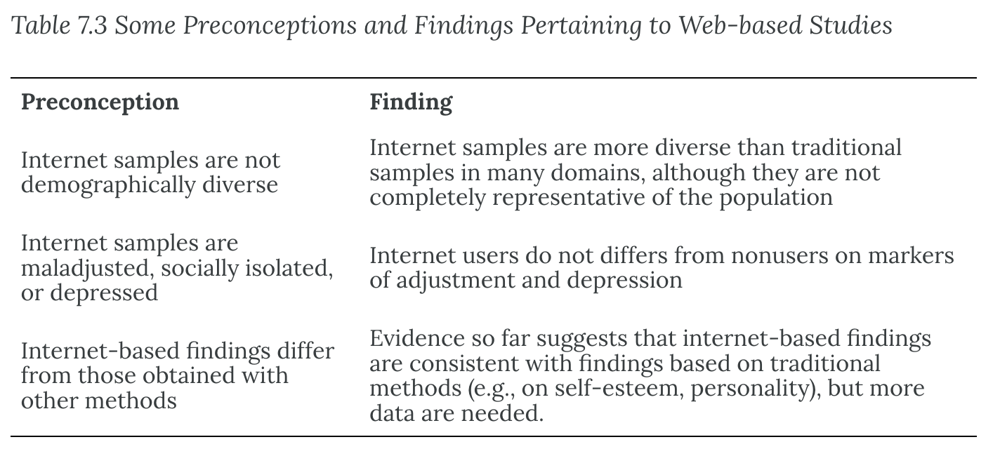 Table 7.3 Some Preconceptions and Findings Pertaining to Web-based Studies
Preconception
Finding
Internet samples are not
demographically diverse
Internet samples are more diverse than traditional
samples in many domains, although they are not
completely representative of the population
Internet samples are
maladjusted, socially isolated,
or depressed
Internet users do not differs from nonusers on markers
of adjustment and depression
Internet-based findings differ
from those obtained with
other methods
Evidence so far suggests that internet-based findings
are consistent with findings based on traditional
methods (e.g., on self-esteem, personality), but more
data are needed.